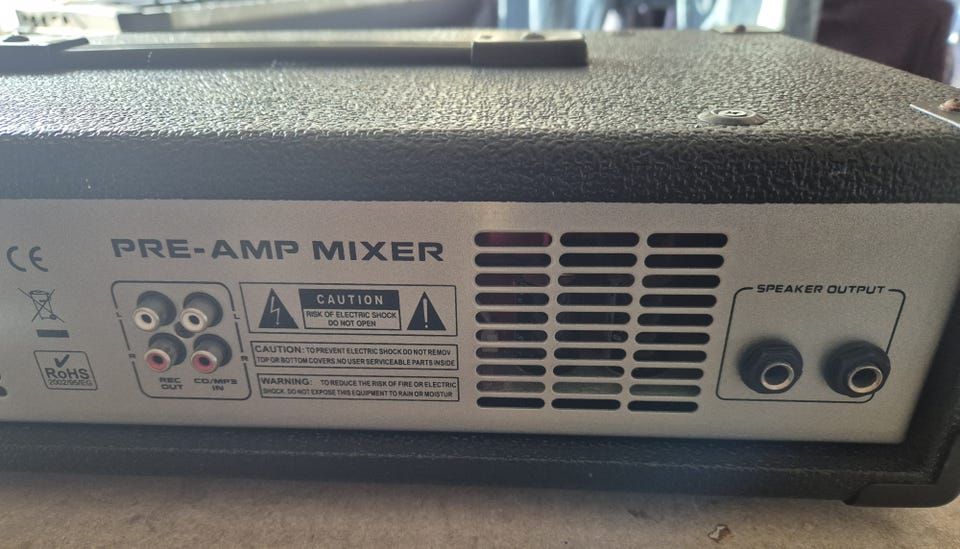 CE
PRE-AMP MIXER
L
L
R
R
REC
OUT
CD/MP3
IN
RoHS
2002/95/EG
CAUTION
RISK OF ELECTRIC SHOCK
DO NOT OPEN
CAUTION: TO PREVENT ELECTRIC SHOCK DO NOT REMOV
TOP OR BOTTOM COVERS.NO USER SERVICEABLE PARTS INSIDE
WARNING: TO REDUCE THE RISK OF FIRE OR ELECTRIC
SHOCK DO NOT EXPOSE THIS EQUIPMENT TO RAIN OR MOISTUR
SPEAKER OUTPUT